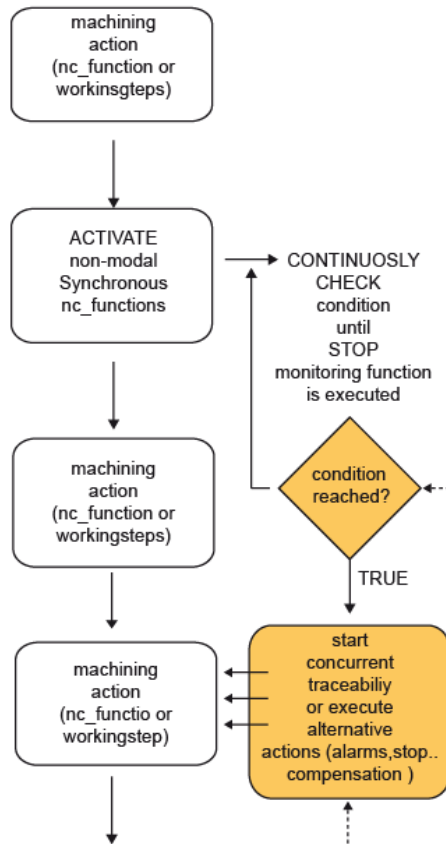 machining
action
(nc_function or
workinsgteps)
ACTIVATE
non-modal
Synchronous
nc_functions
CONTINUOSLY
CHECK
condition
until
STOP
monitoring function
is executed
machining
action
(nc_function or
workingsteps)
condition
reached?
TRUE
machining
action
(nc_functio or
workingstep)
start
concurrent
traceabiliy
or execute
alternative
actions (alarms,stop..
compensation )